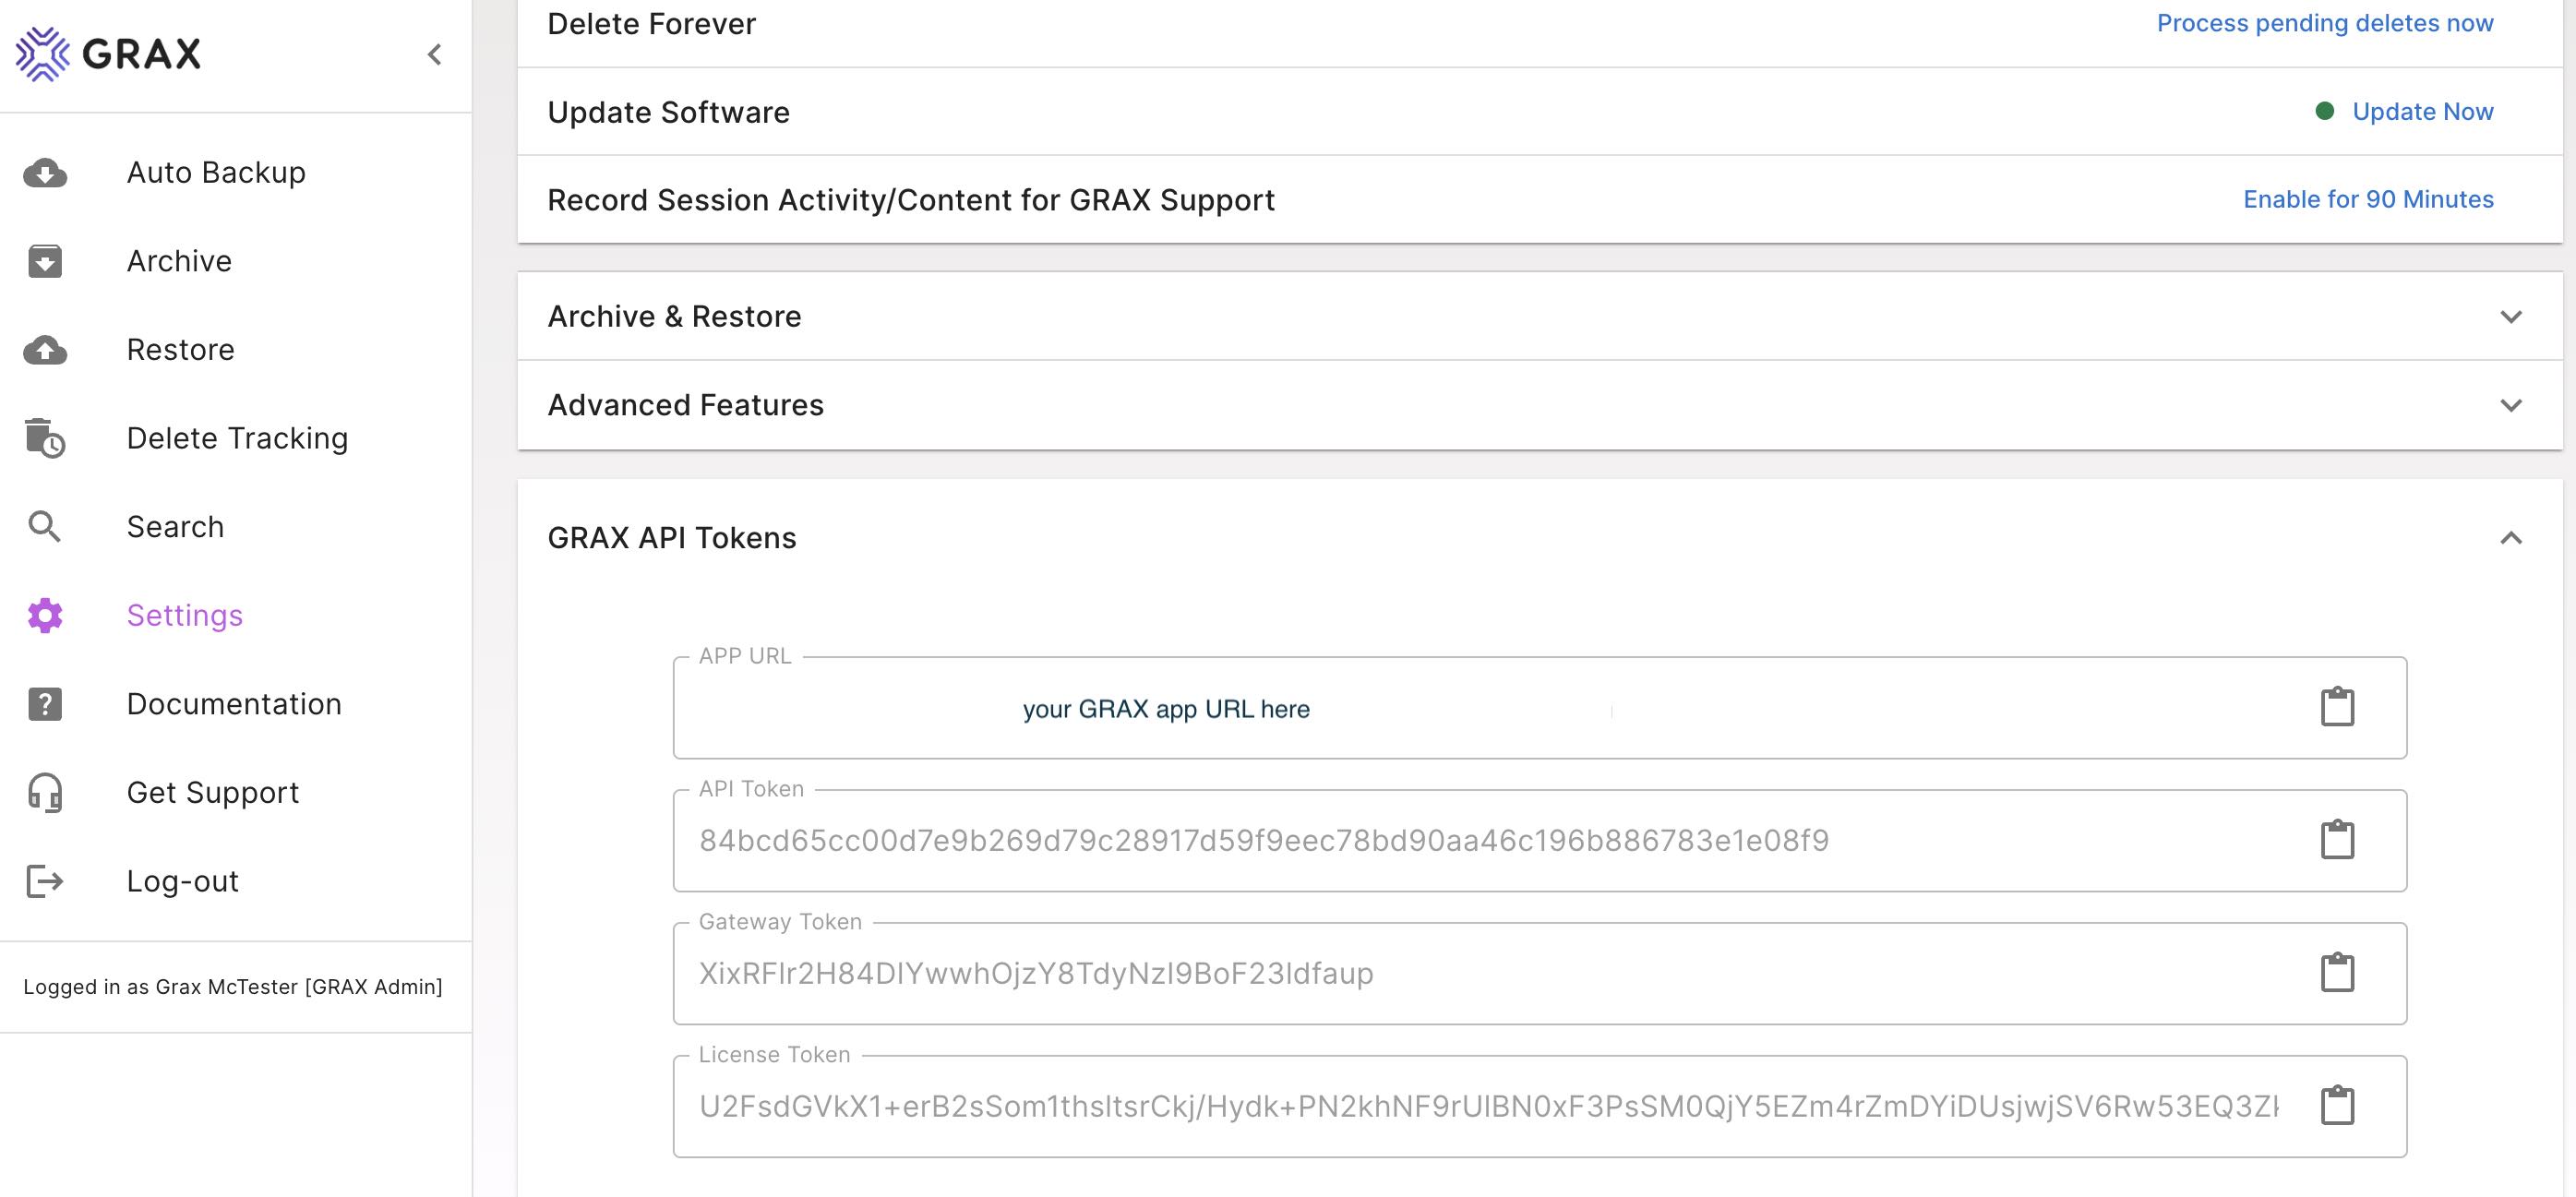 GRAX
Auto Backup
Archive
Restore
Delete Tracking
Search
Settings
Documentation
Get Support
Log-out
Logged in as Grax McTester [GRAX Admin]
Delete Forever
Process pending deletes now
Update Software
Update Now
Record Session Activity/Content for GRAX Support
Enable for 90 Minutes
Archive & Restore
Advanced Features
GRAX API Tokens
APP URL
your GRAX app URL here
API Token
84bcd65cc00d7e9b269d79c28917d59f9eec78bd90aa46c196b886783e1e08f9
Gateway Token
XixRFIr2H84DIYwwhOjzY8TdyNzI9BoF23Idfaup
License Token
U2FsdGVkX1+erB2sSom1thsItsrCkj/Hydk+PN2khNF9rUIBN0xF3PsSM0QjY5EZm4rZmDYiDUsjwjSV6Rw53EQ3Z